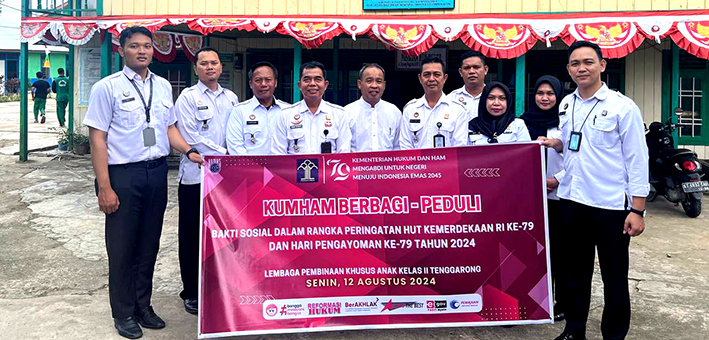 79
KEMENTERIAN HUKUM DAN HAM
MENGABDI UNTUK NEGERI
MENUJU INDONESIA EMAS 2045
KUMHAM BERBAGI - PEDULI
BAKTI SOSIAL DALAM RANGKA PERINGATAN HUT KEMERDEKAAN RI KE-79
DAN HARI PENGAYOMAN KE-79 TAHUN 2024
LEMBAGA PEMBINAAN KHUSUS ANAK KELAS II TENGGARONG
SENIN, 12 AGUSTUS 2024
#bangga
REFORMASI
HUKUM
BerAKHLAK